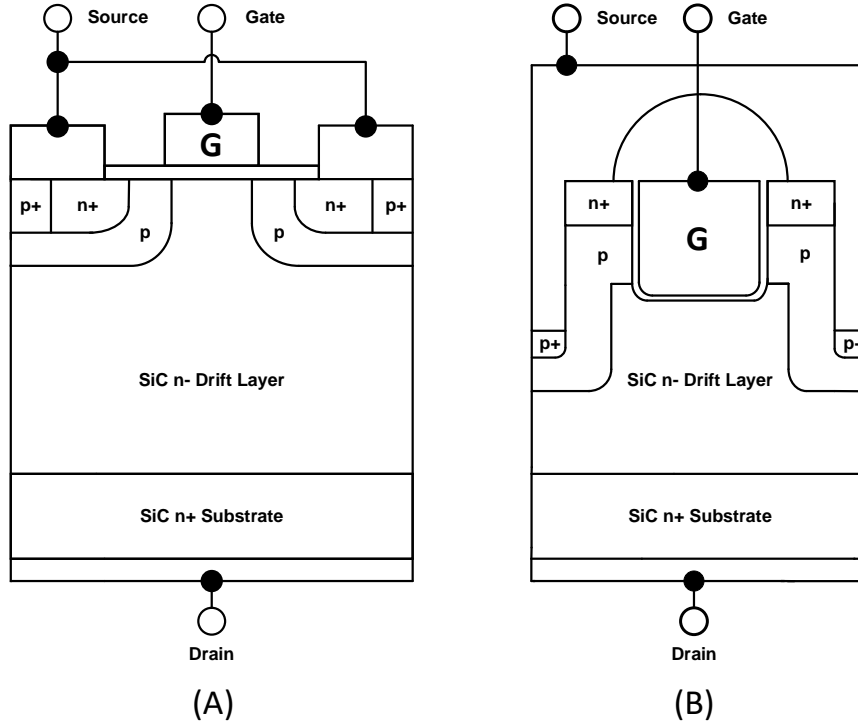 Source
Gate
G
p+
n+
p
p
n+
p+
SiC n- Drift Layer
SiC n+ Substrate
Drain
(A)
Source
Gate
n+
n+
G
p
p
p+
p+
SiC n- Drift Layer
SiC n+ Substrate
Drain
(B)